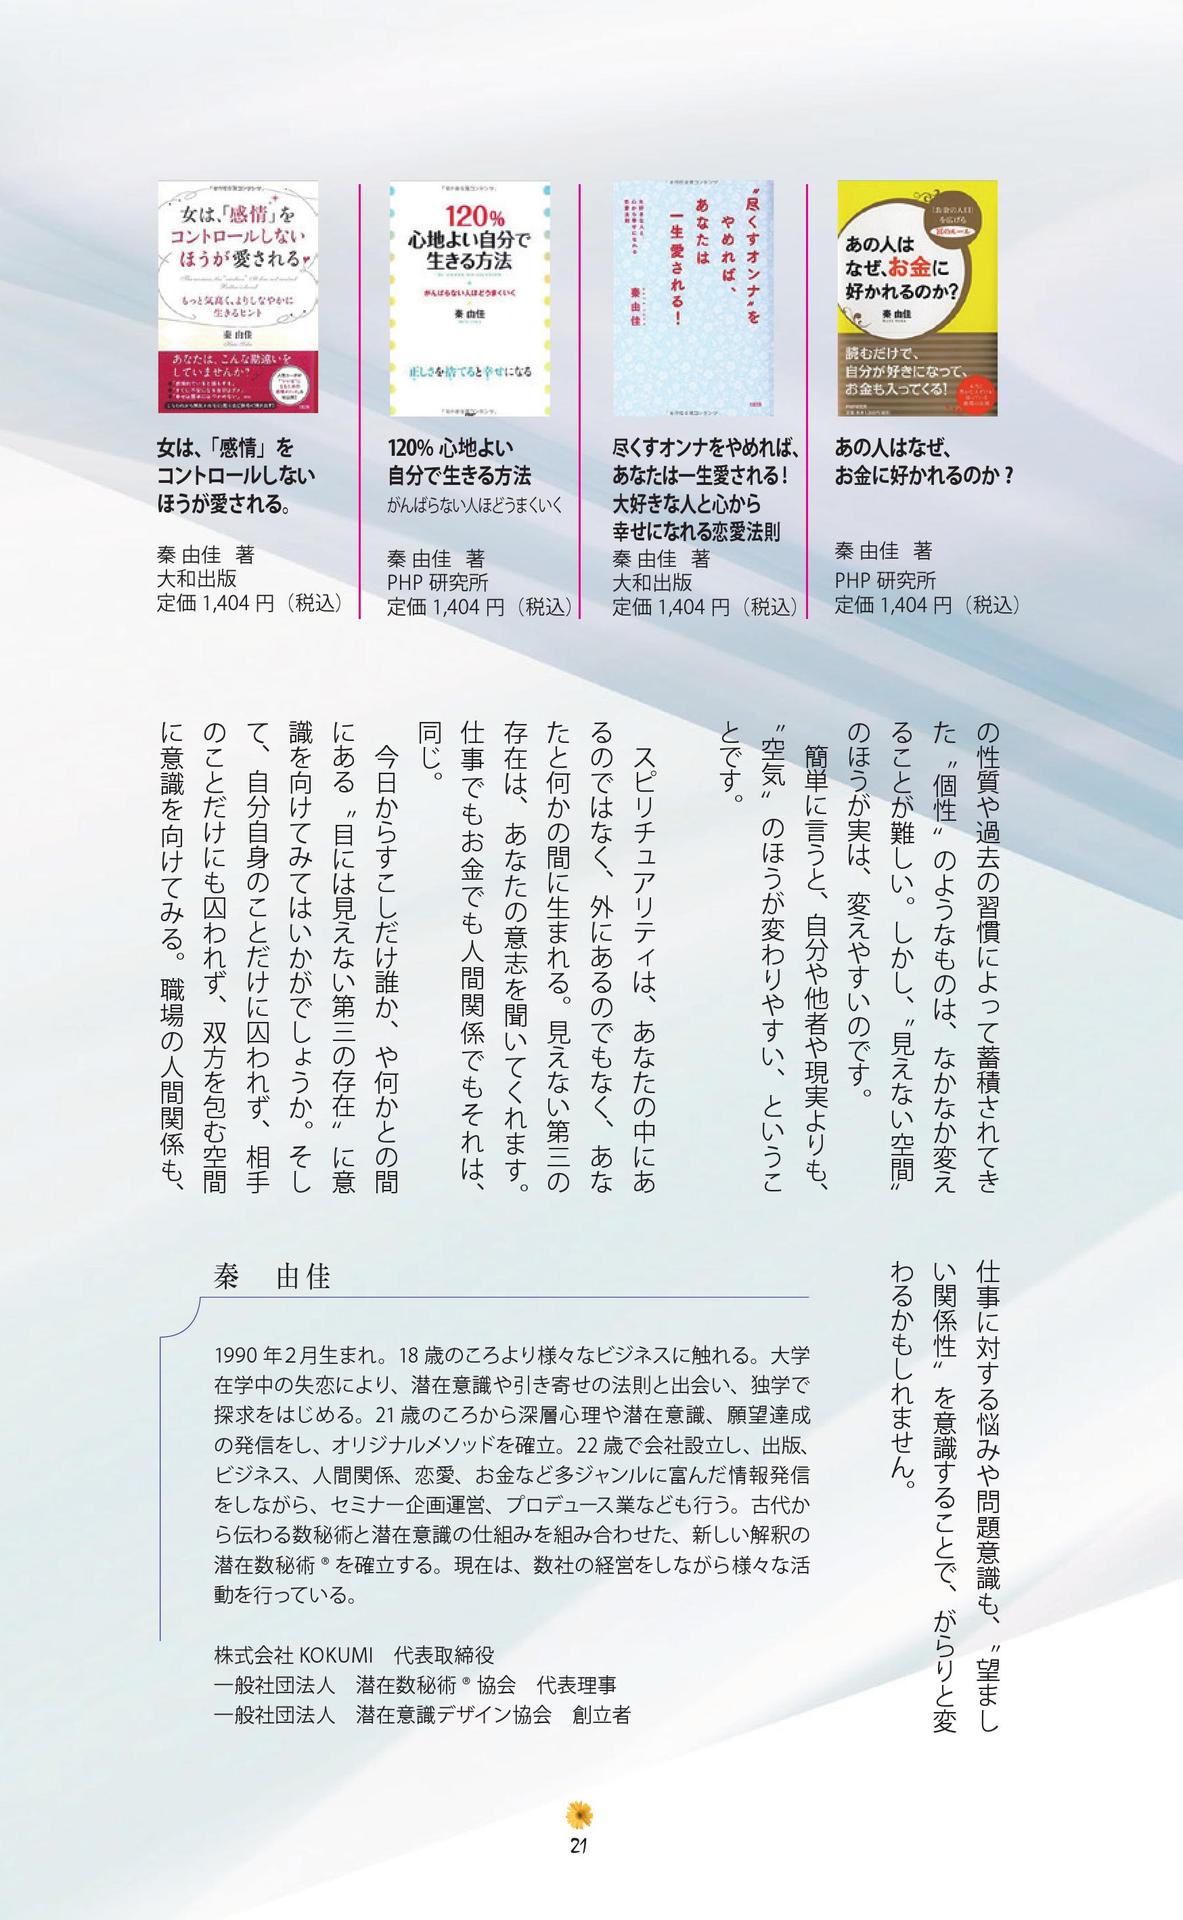 女は、「感情」を
コントロールしない
ほうが愛される
もっと気高く、よりしなやかに
生きるヒント
秦 由佳
あなたは、こんな勘違いを
していませんか?
女は、「感情」を
コントロールしない
ほうが愛される。
秦 由佳 著
大和出版
定価 1,404 円（税込）
120%
心地よい自分で
生きる方法
がんばらない人ほどうまくいく
秦 由佳
正しさを捨てると幸せになる
PHP
120% 心地よい
自分で生きる方法
がんばらない人ほどうまくいく
秦 由佳 著
PHP 研究所
定価 1,404 円（税込）
〝尽くすオンナ〟を
やめれば、
あなたは
一生愛される!
大好きな人と
心から幸せになれる
恋愛法則
秦 由佳
尽くすオンナをやめれば、
あなたは一生愛される!
大好きな人と心から
幸せになれる恋愛法則
秦 由佳 著
大和出版
定価 1,404 円（税込）
「お金の入口」
を広げる
33のルール
あの人は
なぜ、お金に
好かれるのか?
秦 由佳
読むだけで、
自分が好きになって、
お金も入ってくる!
あの人はなぜ、
お金に好かれるのか ?
秦 由佳 著
PHP 研究所
定価 1,404 円（税込）
の性質や過去の習慣によって蓄積されてき
た〝個性〟のようなものは、なかなか変え
ることが難しい。しかし、〝見えない空間〟
のほうが実は、変えやすいのです。
簡単に言うと、自分や他者や現実よりも、
〝空気〟のほうが変わりやすい、というこ
とです。
スピリチュアリティは、あなたの中にあ
るのではなく、外にあるのでもなく、あな
たと何かの間に生まれる。見えない第三の
存在は、あなたの意志を聞いてくれます。
仕事でもお金でも人間関係でもそれは、
同じ。
今日からすこしだけ誰か、や何かとの間
にある〝目には見えない第三の存在〟に意
識を向けてみてはいかがでしょうか。そし
て、自分自身のことだけに囚われず、相手
のことだけにも囚われず、双方を包む空間
に意識を向けてみる。職場の人間関係も、
仕事に対する悩みや問題意識も、〝望まし
い関係性〟を意識することで、がらりと変
わるかもしれません。
秦 由佳
1990 年2月生まれ。18 歳のころより様々なビジネスに触れる。大学
在学中の失恋により、潜在意識や引き寄せの法則と出会い、独学で
探求をはじめる。21 歳のころから深層心理や潜在意識、願望達成
の発信をし、オリジナルメソッドを確立。22 歳で会社設立し、出版、
ビジネス、人間関係、恋愛、お金など多ジャンルに富んだ情報発信
をしながら、セミナー企画運営、プロデュース業なども行う。古代か
ら伝わる数秘術と潜在意識の仕組みを組み合わせた、新しい解釈の
潜在数秘術 ® を確立する。現在は、数社の経営をしながら様々な活
動を行っている。
株式会社 KOKUMI 代表取締役
一般社団法人 潜在数秘術 ® 協会 代表理事
一般社団法人 潜在意識デザイン協会 創立者
21